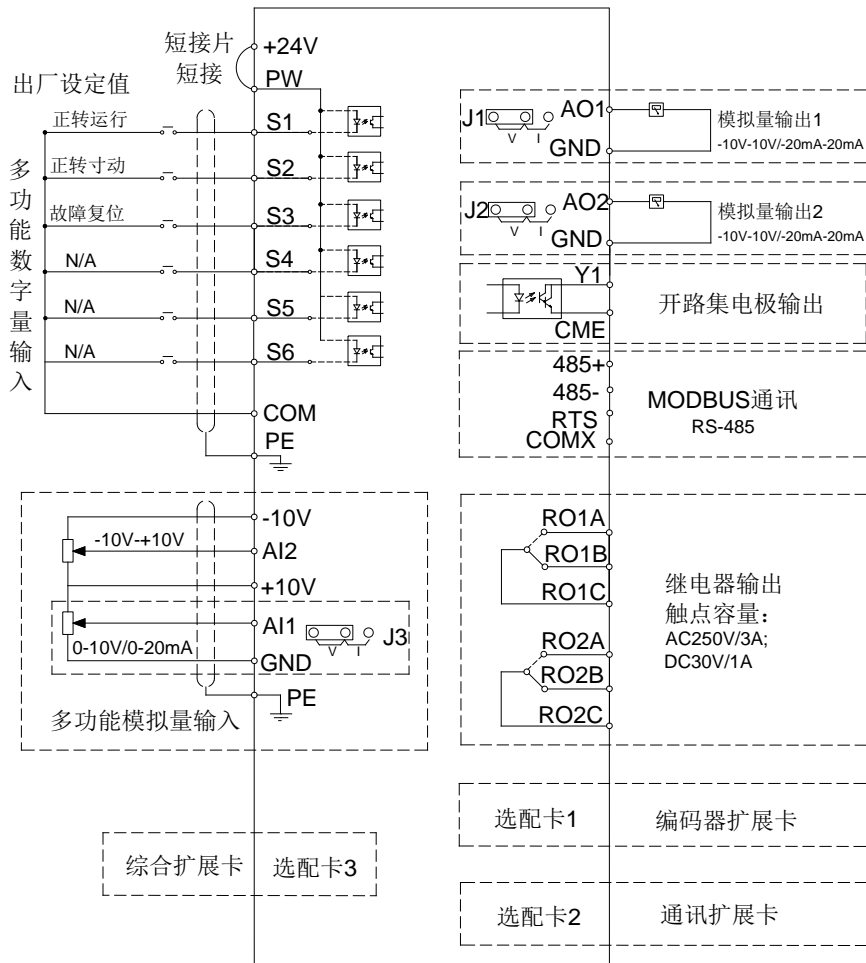 短接片
短接
+24V
PW
出厂设定值
多功能数字量输入
正转运行
S1
正转寸动
S2
故障复位
S3
N/A
S4
N/A
S5
N/A
S6
COM
PE
-10V
-10V-+10V
AI2
+10V
AI1
V I
J3
0-10V/0-20mA
GND
PE
多功能模拟量输入
综合扩展卡
选配卡3
J1
V I
AO1
GND
模拟量输出1
-10V-10V/-20mA-20mA
J2
V I
AO2
GND
模拟量输出2
-10V-10V/-20mA-20mA
Y1
CME
开路集电极输出
485+
485-
RTS
COMX
MODBUS通讯
RS-485
RO1A
RO1B
RO1C
RO2A
RO2B
RO2C
继电器输出
触点容量：
AC250V/3A;
DC30V/1A
选配卡1
编码器扩展卡
选配卡2
通讯扩展卡